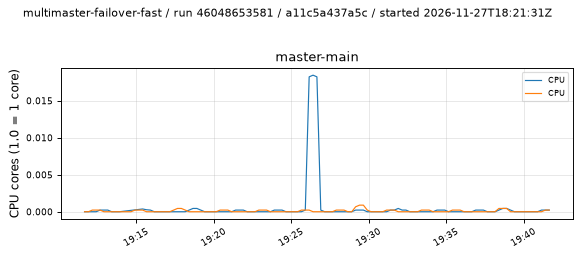 multimaster-failover-fast / run 46048653581 / a11c5a437a5c / started 2026-11-27T18:21:31Z
master-main
CPU cores (1.0 = 1 core)
0.015
0.010
0.005
0.000
CPU
CPU
19:15
19:20
19:25
19:30
19:35
19:40